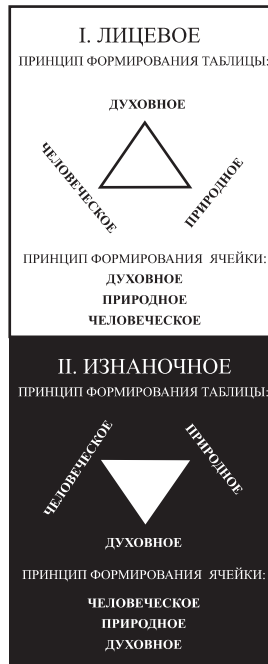 I. ЛИЦЕВОЕ
ПРИНЦИП ФОРМИРОВАНИЯ ТАБЛИЦЫ:
ДУХОВНОЕ
ЧЕЛОВЕЧЕСКОЕ
ПРИРОДНОЕ
ПРИНЦИП ФОРМИРОВАНИЯ ЯЧЕЙКИ:
ДУХОВНОЕ
ПРИРОДНОЕ
ЧЕЛОВЕЧЕСКОЕ
II. ИЗНАНОЧНОЕ
ПРИНЦИП ФОРМИРОВАНИЯ ТАБЛИЦЫ:
ЧЕЛОВЕЧЕСКОЕ
ПРИРОДНОЕ
ДУХОВНОЕ
ПРИНЦИП ФОРМИРОВАНИЯ ЯЧЕЙКИ:
ЧЕЛОВЕЧЕСКОЕ
ПРИРОДНОЕ
ДУХОВНОЕ